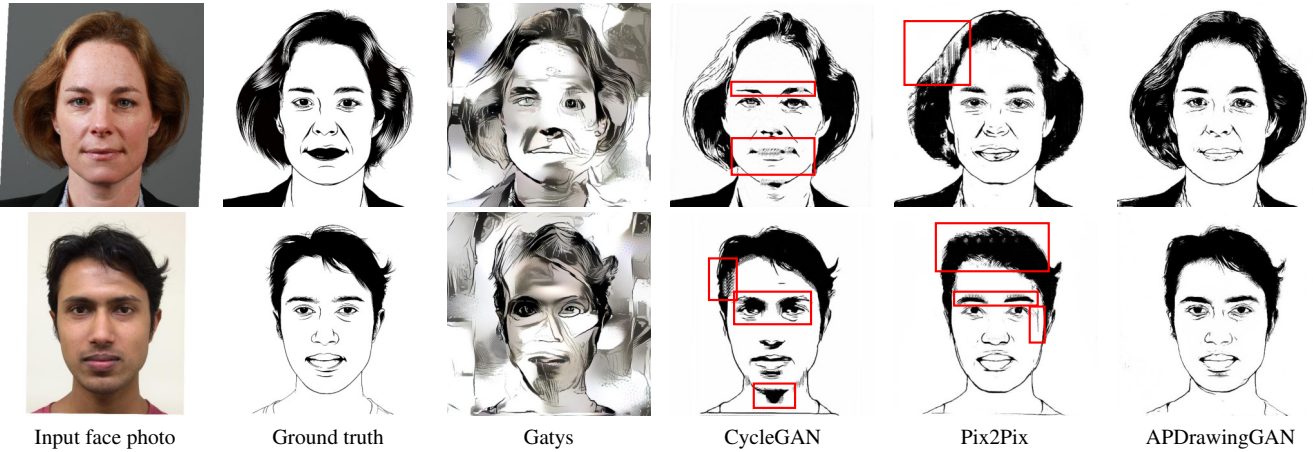 Input face photo
Ground truth
Gatys
CycleGAN
Pix2Pix
APDrawingGAN